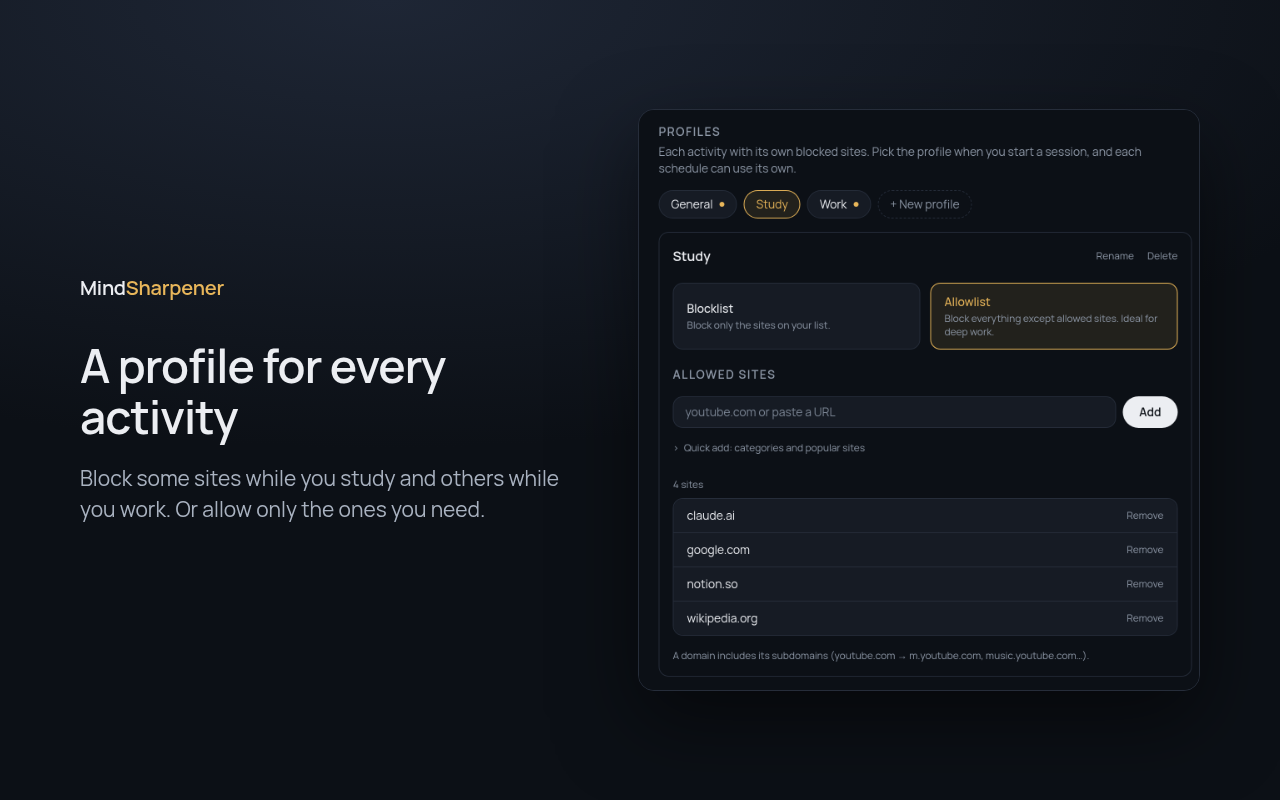 MindSharpener
A profile for every
activity
Block some sites while you study and others while
you work. Or allow only the ones you need.
PROFILES
Each activity with its own blocked sites. Pick the profile when you start a session, and each
schedule can use its own.
General
Study
Work
+ New profile
Study
Rename
Delete
Blocklist
Block only the sites on your list.
Allowlist
Block everything except allowed sites. Ideal for
deep work.
ALLOWED SITES
youtube.com or paste a URL
Add
› Quick add: categories and popular sites
4 sites
claude.ai
Remove
google.com
Remove
notion.so
Remove
wikipedia.org
Remove
A domain includes its subdomains (youtube.com → m.youtube.com, music.youtube.com…).